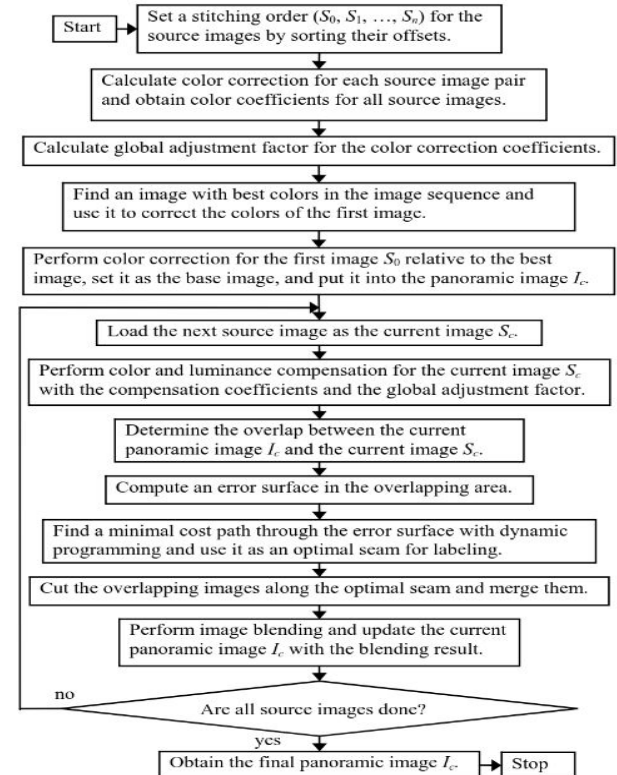 Start
Set a stitching order (S₀, S₁, …, Sₙ) for the
source images by sorting their offsets.
Calculate color correction for each source image pair
and obtain color coefficients for all source images.
Calculate global adjustment factor for the color correction coefficients.
Find an image with best colors in the image sequence and
use it to correct the colors of the first image.
Perform color correction for the first image S₀ relative to the best
image, set it as the base image, and put it into the panoramic image I꜀.
Load the next source image as the current image S꜀.
Perform color and luminance compensation for the current image S꜀
with the compensation coefficients and the global adjustment factor.
Determine the overlap between the current
panoramic image I꜀ and the current image S꜀.
Compute an error surface in the overlapping area.
Find a minimal cost path through the error surface with dynamic
programming and use it as an optimal seam for labeling.
Cut the overlapping images along the optimal seam and merge them.
Perform image blending and update the current
panoramic image I꜀ with the blending result.
no
Are all source images done?
yes
Obtain the final panoramic image I꜀.
Stop